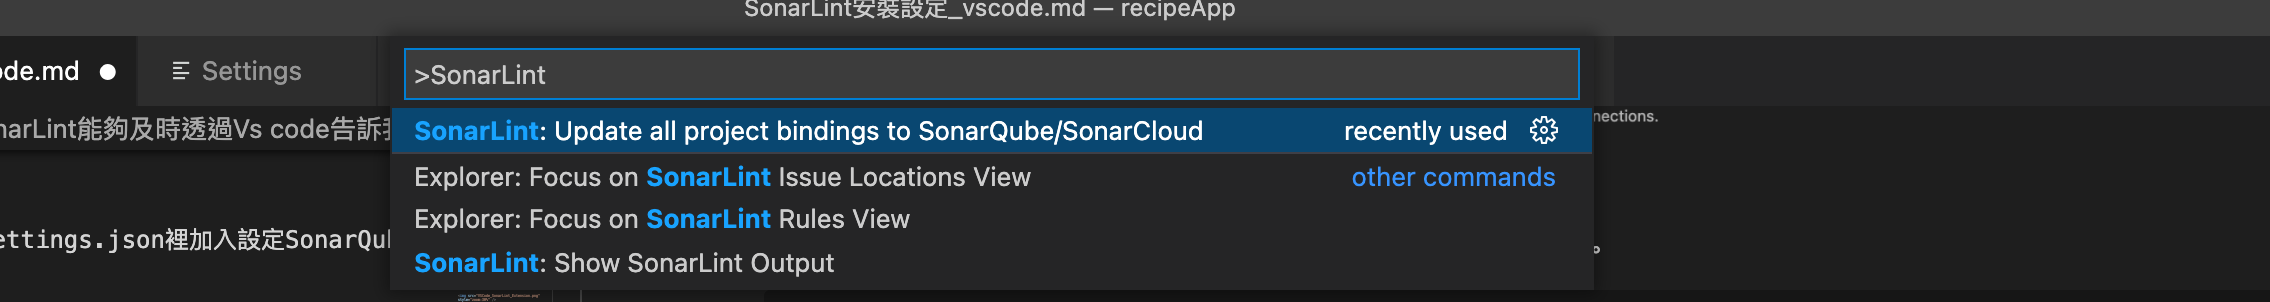 SonarLint安裝設定_vscode.md — recipeApp
ode.md ● Settings
>SonarLint
narLint能夠及時透過Vs code告訴
nections.
SonarLint: Update all project bindings to SonarQube/SonarCloud recently used
Explorer: Focus on SonarLint Issue Locations View other commands
Explorer: Focus on SonarLint Rules View
ettings.json裡加入設定SonarQu
SonarLint: Show SonarLint Output